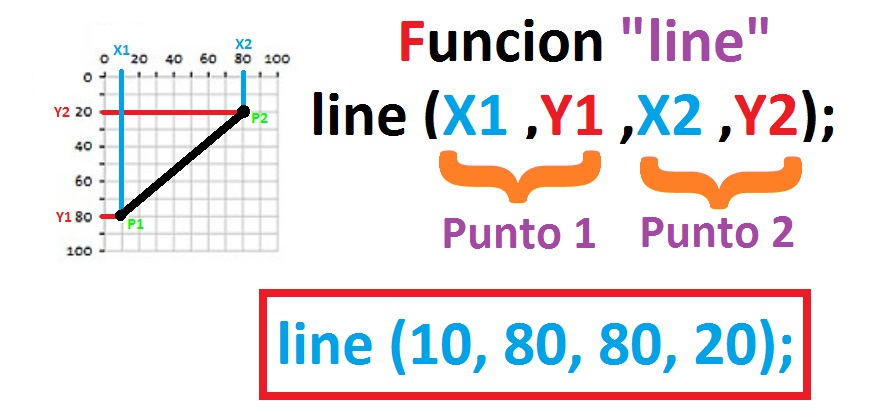 Funcion "line"
line (X1 ,Y1 ,X2 ,Y2);
Punto 1 Punto 2
X1 X2
0 20 40 60 80 100
0
Y2 20
P2
40
60
Y1 80
P1
100
line (10, 80, 80, 20);